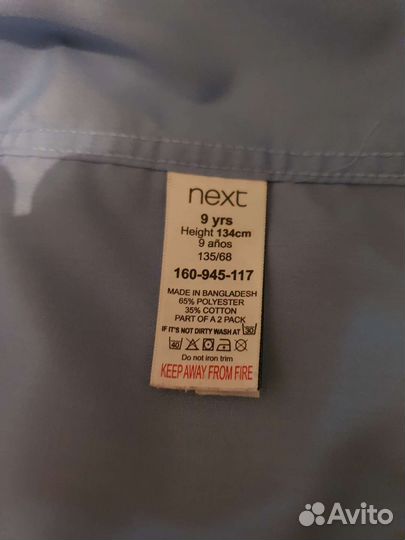 next
9 yrs
Height 134cm
9 años
135/68
160-945-117
MADE IN BANGLADESH
65% POLYESTER
35% COTTON
PART OF A 2 PACK
IF IT'S NOT DIRTY WASH AT 30
40
Do not iron trim
KEEP AWAY FROM FIRE
Avito